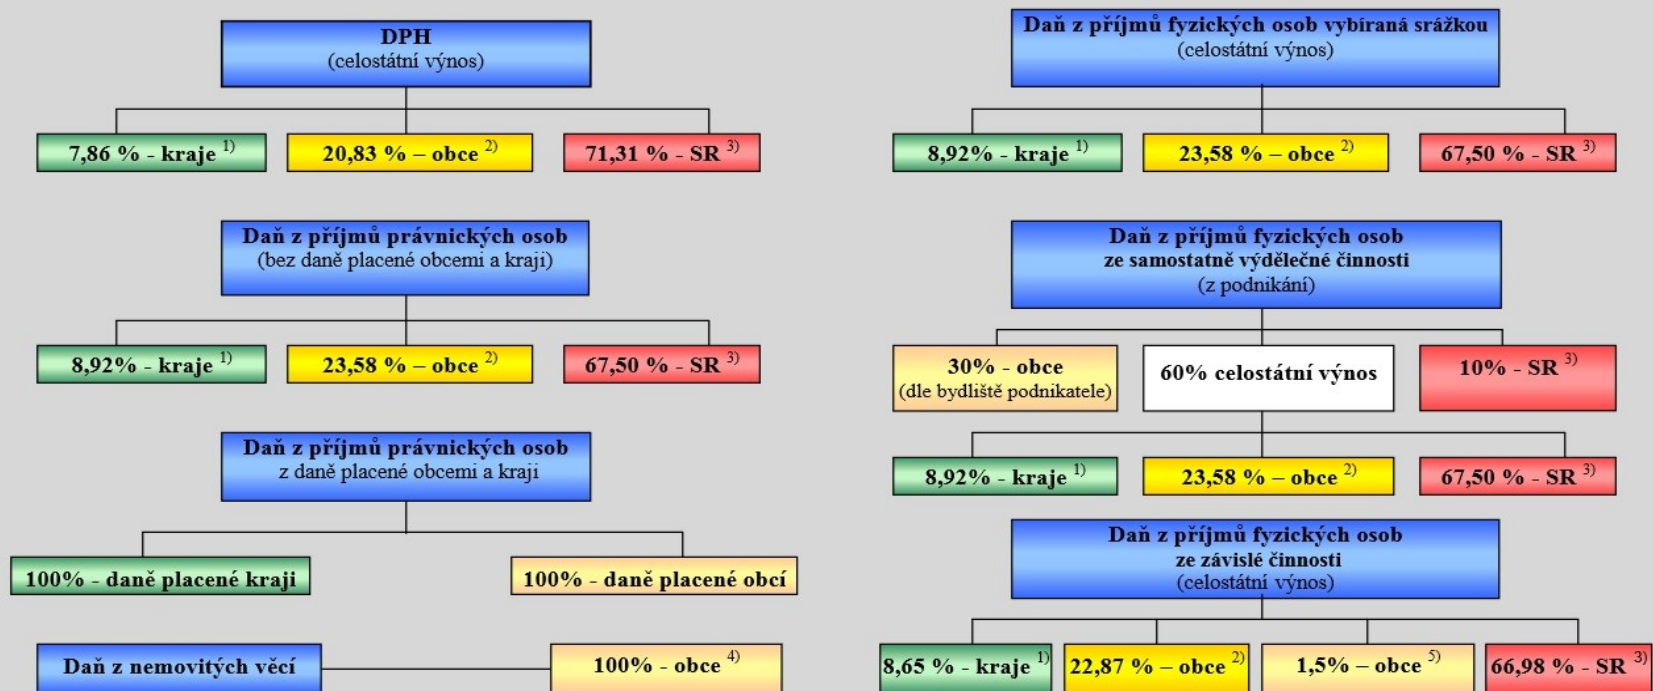 DPH
(celostátní výnos)
7,86 % - kraje 1)
20,83 % – obce 2)
71,31 % - SR 3)
Daň z příjmů právnických osob
(bez daně placené obcemi a kraji)
8,92% - kraje 1)
23,58 % – obce 2)
67,50 % - SR 3)
Daň z příjmů právnických osob
z daně placené obcemi a kraji
100% - daně placené kraji
100% - daně placené obcí
Daň z nemovitých věcí
100% - obce 4)
Daň z příjmů fyzických osob vybíraná srážkou
(celostátní výnos)
8,92% - kraje 1)
23,58 % – obce 2)
67,50 % - SR 3)
Daň z příjmů fyzických osob
ze samostatně výdělečné činnosti
(z podnikání)
30% - obce
(dle bydliště podnikatele)
60% celostátní výnos
10% - SR 3)
8,92% - kraje 1)
23,58 % – obce 2)
67,50 % - SR 3)
Daň z příjmů fyzických osob
ze závislé činnosti
(celostátní výnos)
8,65 % - kraje 1)
22,87 % – obce 2)
1,5% – obce 5)
66,98 % - SR 3)